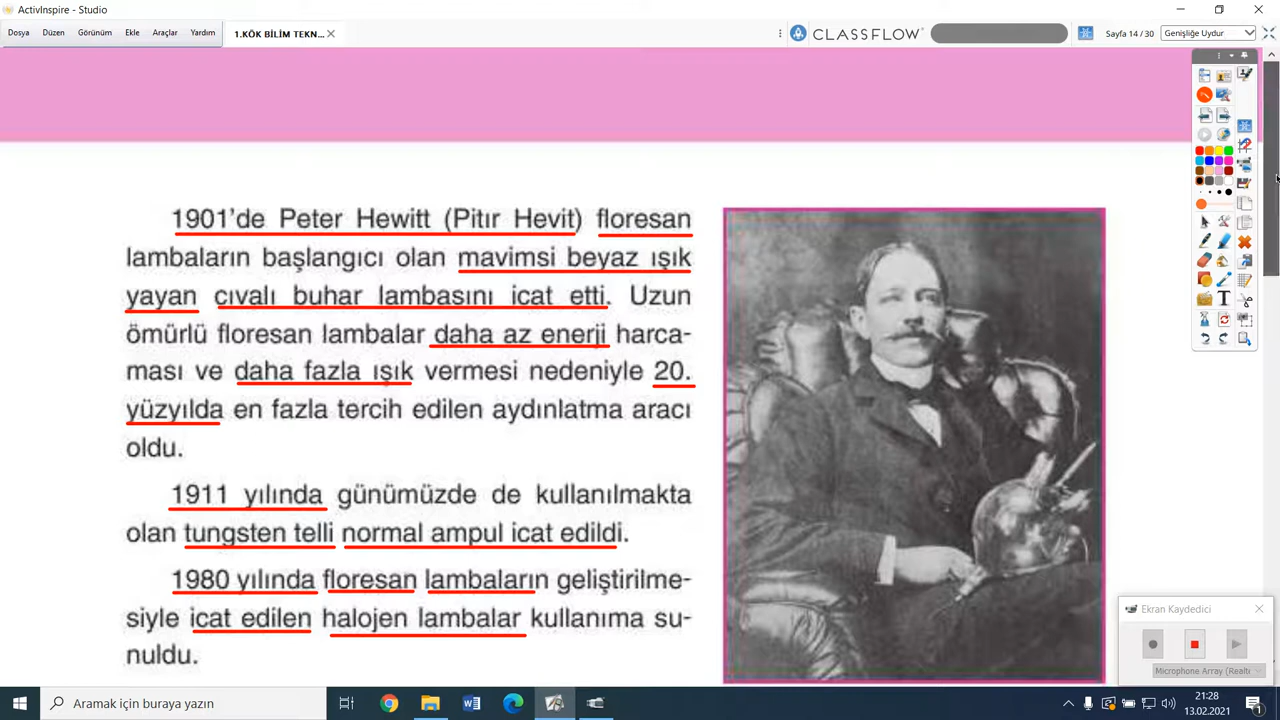 ActivInspire - Studio
Dosya Düzen Görünüm Ekle Araçlar Yardım
1.KÖK BİLİM TEKN...
CLASSFLOW
Sayfa 14 / 30
Genişliğe Uydur
1901'de Peter Hewitt (Pitır Hevit) floresan
lambaların başlangıcı olan mavimsi beyaz ışık
yayan cıvalı buhar lambasını icat etti. Uzun
ömürlü floresan lambalar daha az enerji harca-
ması ve daha fazla ışık vermesi nedeniyle 20.
yüzyılda en fazla tercih edilen aydınlatma aracı
oldu.
1911 yılında günümüzde de kullanılmakta
olan tungsten telli normal ampul icat edildi.
1980 yılında floresan lambaların geliştirilme-
siyle icat edilen halojen lambalar kullanıma su-
nuldu.
Ekran Kaydedici
Microphone Array (Realt
Aramak için buraya yazın
21:28
13.02.2021